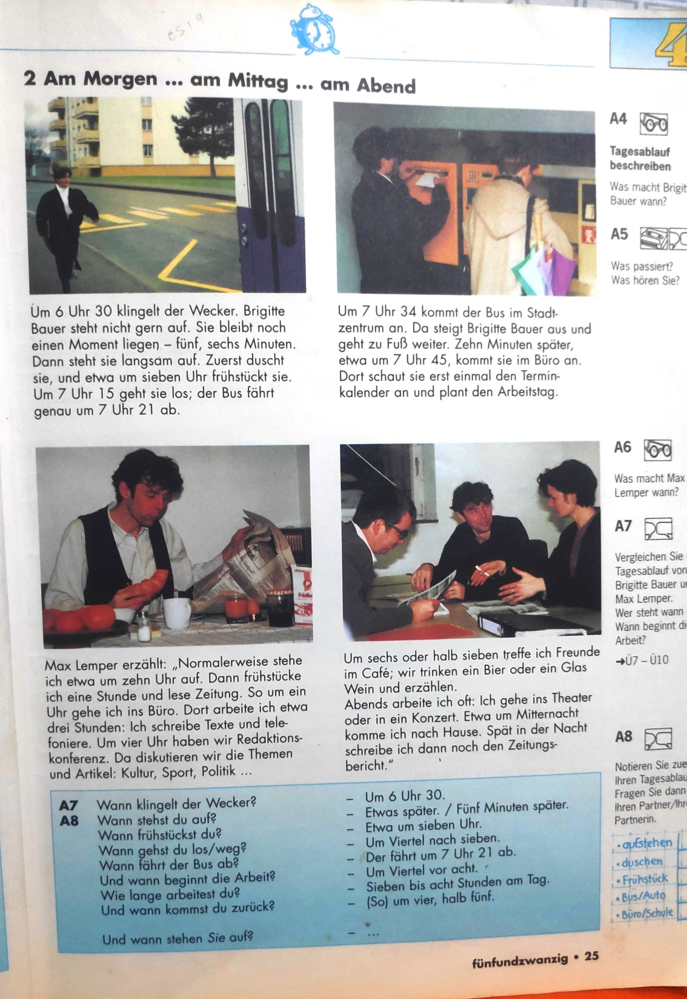 2 Am Morgen ... am Mittag ... am Abend
Um 6 Uhr 30 klingelt der Wecker. Brigitte
Bauer steht nicht gern auf. Sie bleibt noch
einen Moment liegen – fünf, sechs Minuten.
Dann steht sie langsam auf. Zuerst duscht
sie, und etwa um sieben Uhr frühstückt sie.
Um 7 Uhr 15 geht sie los; der Bus fährt
genau um 7 Uhr 21 ab.
Um 7 Uhr 34 kommt der Bus im Stadt-
zentrum an. Da steigt Brigitte Bauer aus und
geht zu Fuß weiter. Zehn Minuten später,
etwa um 7 Uhr 45, kommt sie im Büro an.
Dort schaut sie erst einmal den Termin-
kalender an und plant den Arbeitstag.
Max Lemper erzählt: „Normalerweise stehe
ich etwa um zehn Uhr auf. Dann frühstücke
ich eine Stunde und lese Zeitung. So um ein
Uhr gehe ich ins Büro. Dort arbeite ich etwa
drei Stunden: Ich schreibe Texte und tele-
foniere. Um vier Uhr haben wir Redaktions-
konferenz. Da diskutieren wir die Themen
und Artikel: Kultur, Sport, Politik ...
Um sechs oder halb sieben treffe ich Freunde
im Café; wir trinken ein Bier oder ein Glas
Wein und erzählen.
Abends arbeite ich oft: Ich gehe ins Theater
oder in ein Konzert. Etwa um Mitternacht
komme ich nach Hause. Spät in der Nacht
schreibe ich dann noch den Zeitungs-
bericht.“
A7 Wann klingelt der Wecker? – Um 6 Uhr 30.
A8 Wann stehst du auf? – Etwas später. / Fünf Minuten später.
Wann frühstückst du? – Etwa um sieben Uhr.
Wann gehst du los/weg? – Um Viertel nach sieben.
Wann fährt der Bus ab? – Der fährt um 7 Uhr 21 ab.
Und wann beginnt die Arbeit? – Um Viertel vor acht.
Wie lange arbeitest du? – Sieben bis acht Stunden am Tag.
Und wann kommst du zurück? – (So) um vier, halb fünf.
Und wann stehen Sie auf? – ...
fünfundzwanzig • 25
4
A4
Tagesablauf
beschreiben
Was macht Brigit
Bauer wann?
A5
Was passiert?
Was hören Sie?
A6
Was macht Max
Lemper wann?
A7
Vergleichen Sie
Tagesablauf von
Brigitte Bauer
Max Lemper.
Wer steht wann
Wann beginnt di
Arbeit?
➜Ü7 – Ü10
A8
Notieren Sie zue
Ihren Tagesablau
Fragen Sie dann
Ihren Partner/Ihr
Partnerin.
• aufstehen
• duschen
• Frühstück
• Bus/Auto
• Büro/Schule